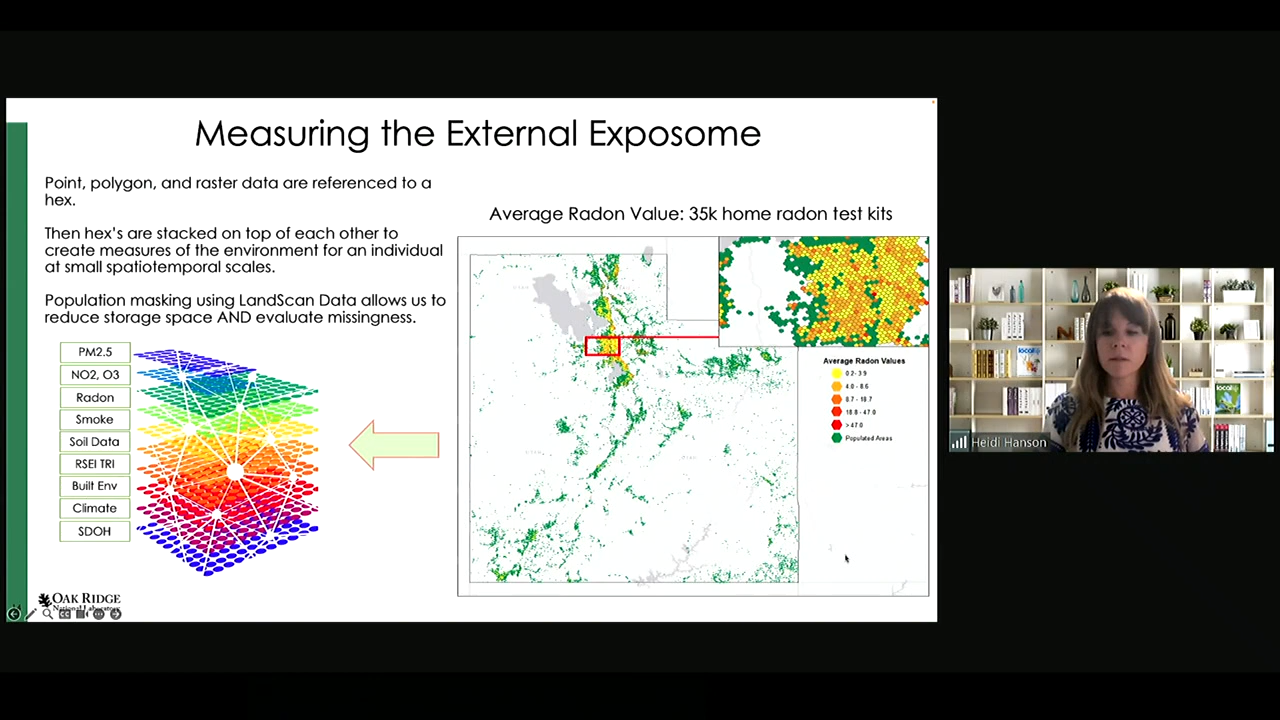 Measuring the External Exposome
Point, polygon, and raster data are referenced to a
hex.
Then hex's are stacked on top of each other to
create measures of the environment for an individual
at small spatiotemporal scales.
Population masking using LandScan Data allows us to
reduce storage space AND evaluate missingness.
PM2.5
NO2, O3
Radon
Smoke
Soil Data
RSEI TRI
Built Env
Climate
SDOH
OAK RIDGE
National Laboratory
Average Radon Value: 35k home radon test kits
Average Radon Values
0.2 - 3.9
4.0 - 8.6
8.7 - 18.7
18.8 - 47.0
> 47.0
Populated Areas
Heidi Hanson
local
local